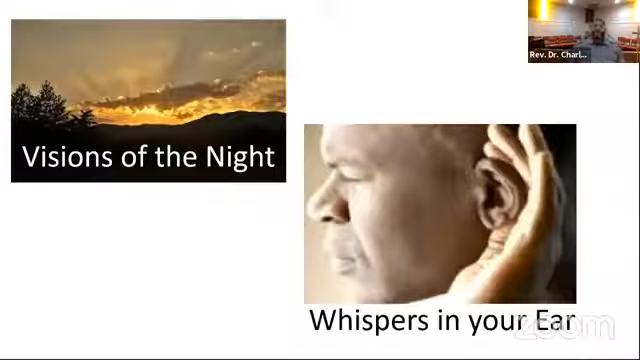 Rev. Dr. Charl...
Visions of the Night
Whispers in your Ear
zoom